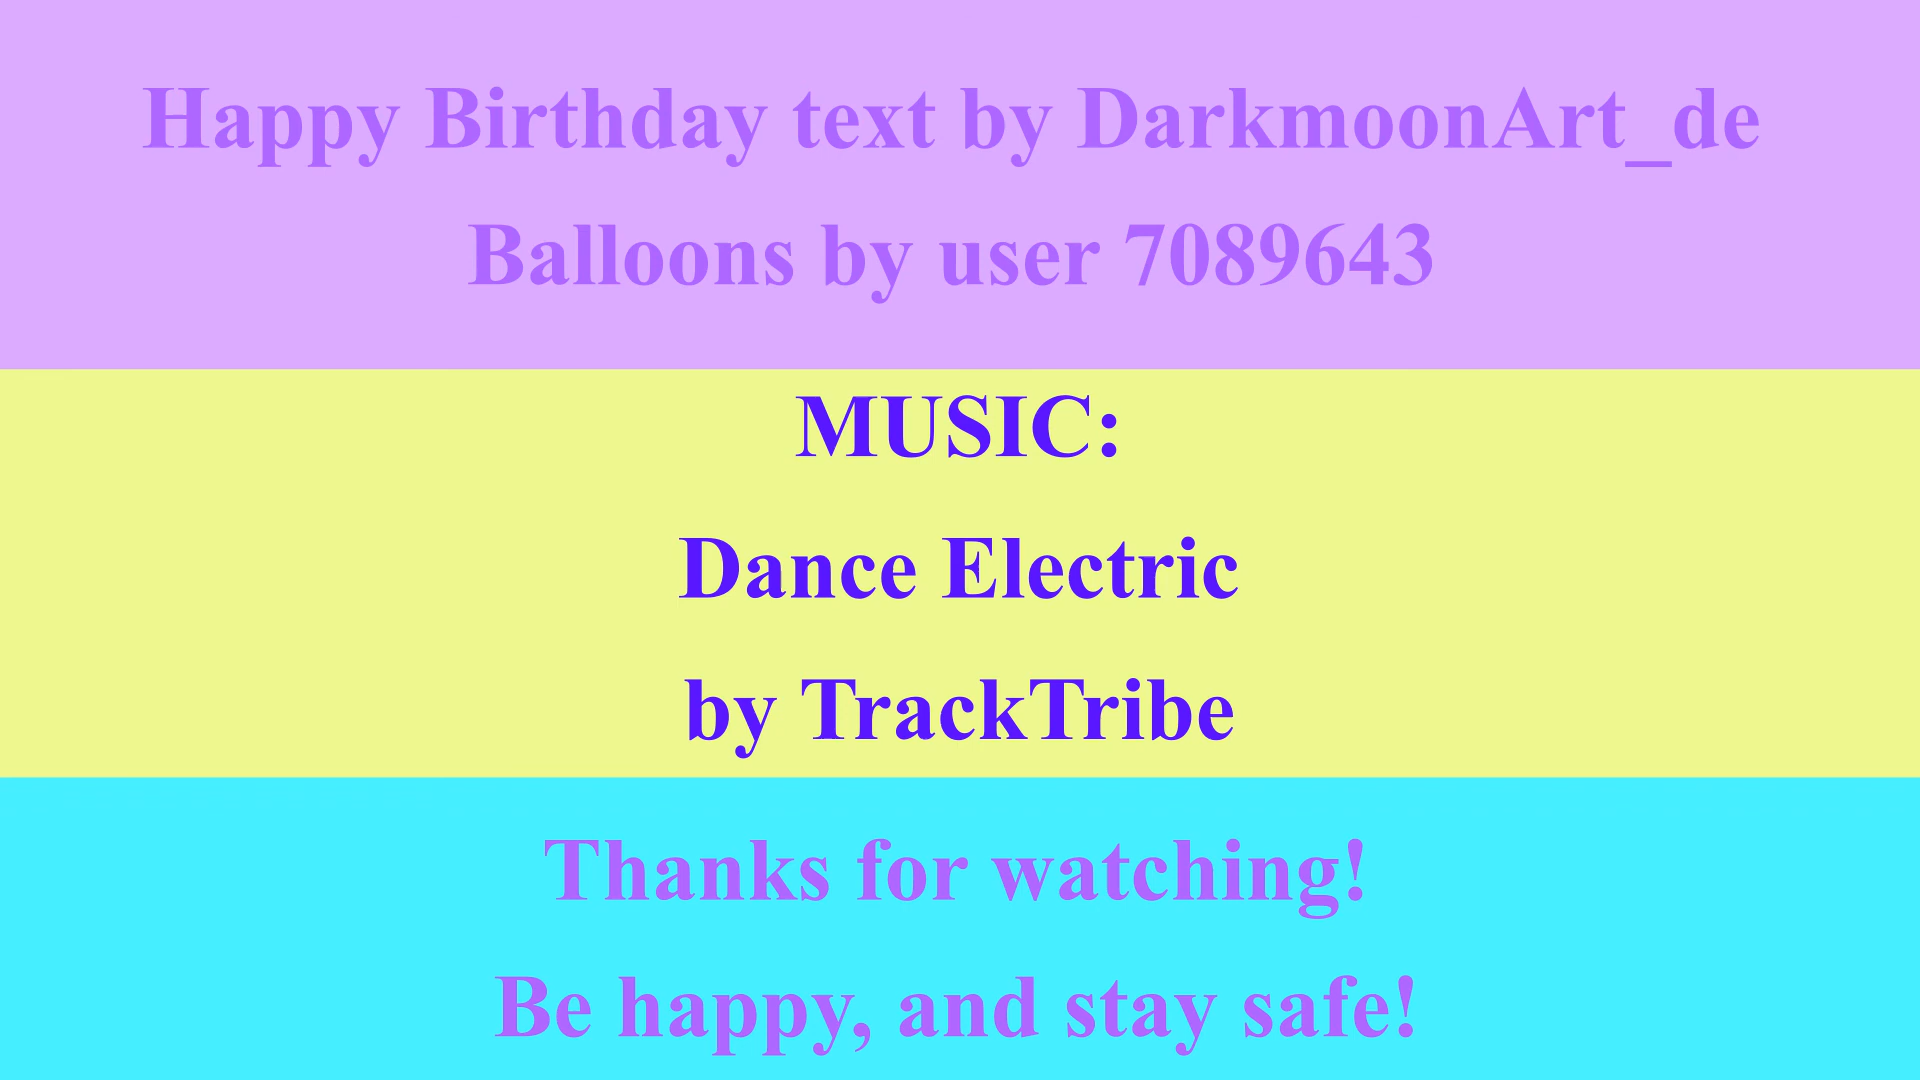 Happy Birthday text by DarkmoonArt_de
Balloons by user 7089643
MUSIC:
Dance Electric
by TrackTribe
Thanks for watching!
Be happy, and stay safe!